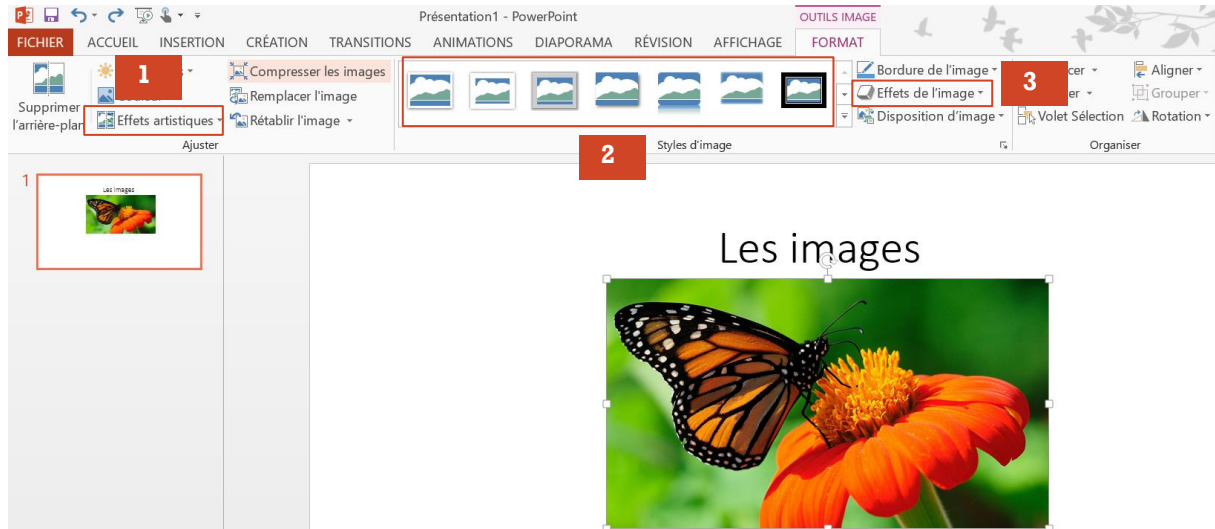 Présentation1 - PowerPoint
OUTILS IMAGE
FICHIER ACCUEIL INSERTION CRÉATION TRANSITIONS ANIMATIONS DIAPORAMA RÉVISION AFFICHAGE FORMAT
Supprimer
l'arrière-plan
1
Effets artistiques
Compresser les images
Remplacer l'image
Rétablir l'image
Ajuster
2
Styles d'image
Bordure de l'image
Effets de l'image
Disposition d'image
3
Volet Sélection
Aligner
Grouper
Rotation
Organiser
1
Les images
Les images